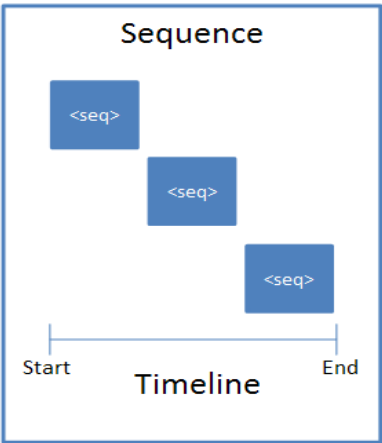 Sequence
<seq>
<seq>
<seq>
Start
End
Timeline